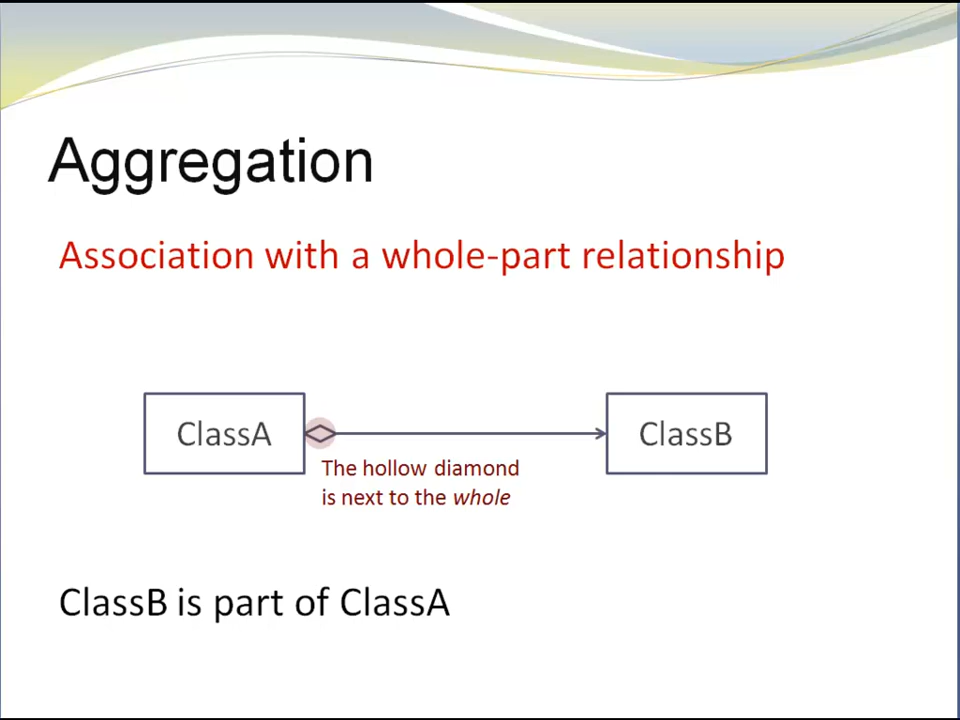 Aggregation
Association with a whole-part relationship
ClassA
ClassB
The hollow diamond
is next to the whole
ClassB is part of ClassA